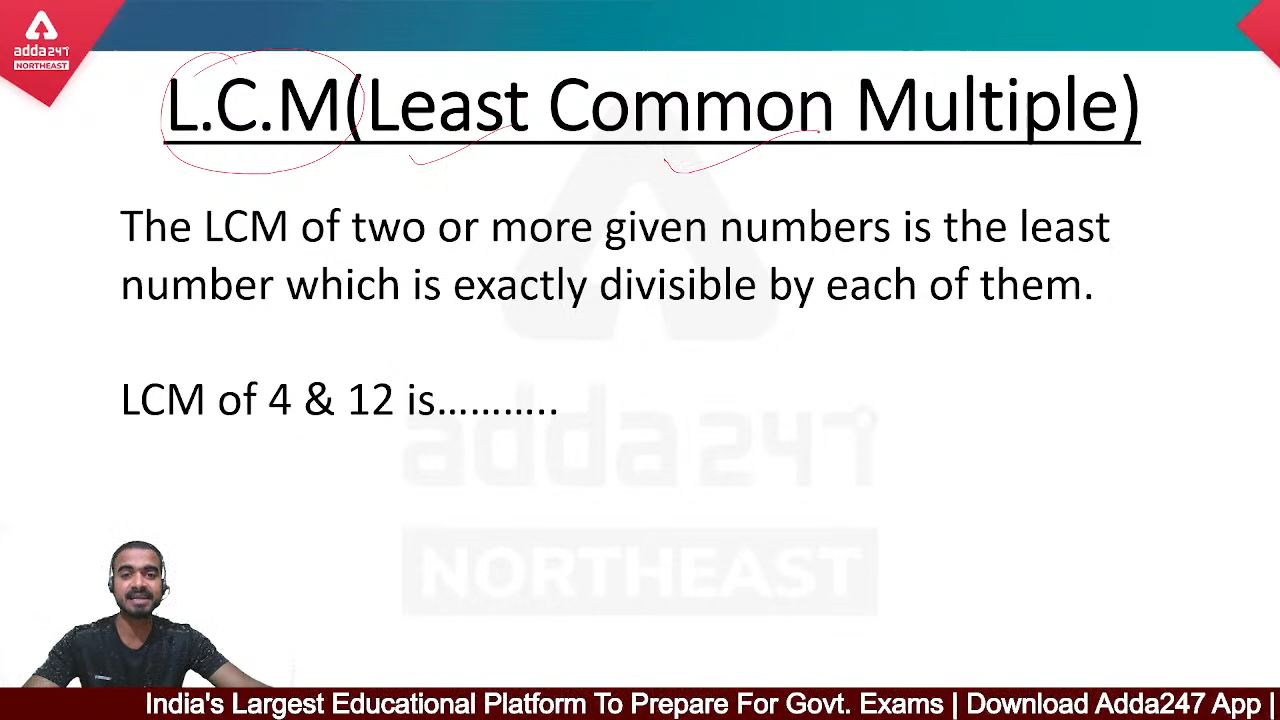 adda247
NORTHEAST
L.C.M(Least Common Multiple)
The LCM of two or more given numbers is the least
number which is exactly divisible by each of them.
LCM of 4 & 12 is………..
adda247
NORTHEAST
India's Largest Educational Platform To Prepare For Govt. Exams | Download Adda247 App |